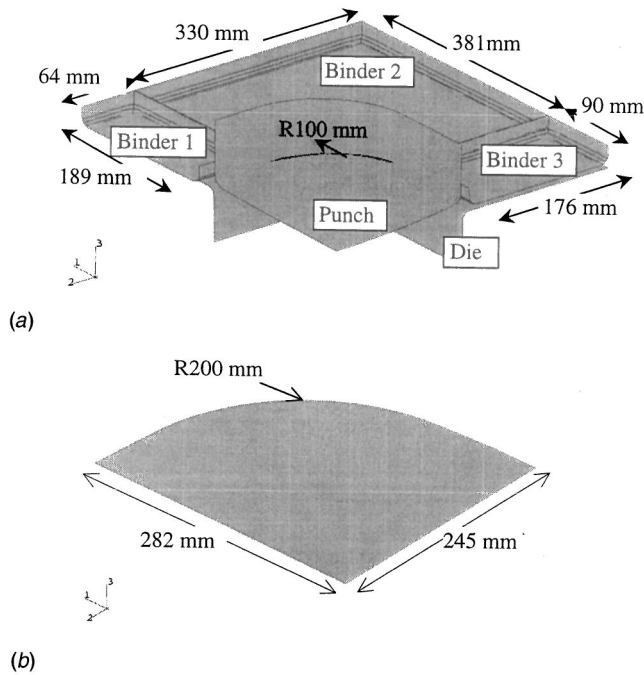 330 mm
381mm
64 mm
Binder 2
90 mm
Binder 1
R100 mm
Binder 3
189 mm
Punch
176 mm
Die
3
1
2
(a)
R200 mm
282 mm
245 mm
3
1
2
(b)